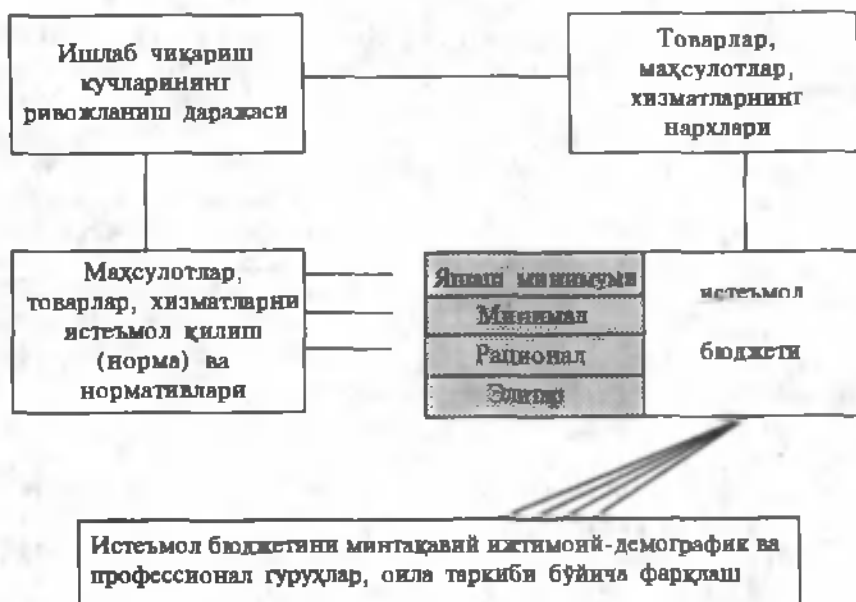 Ишлаб чиқариш
кучларининг
ривожланиш даражаси
Товарлар,
маҳсулотлар,
хизматларнинг
нархлари
Маҳсулотлар,
товарлар, хизматларни
истеъмол қилиш
(норма) ва
нормативлари
Яшаш минимуми
Минимал
Рационал
Элитар
истеъмол
бюджети
Истеъмол бюджетини минтақавий ижтимоий-демографик ва
профессионал гуруҳлар, оила таркиби бўйича фарқлаш